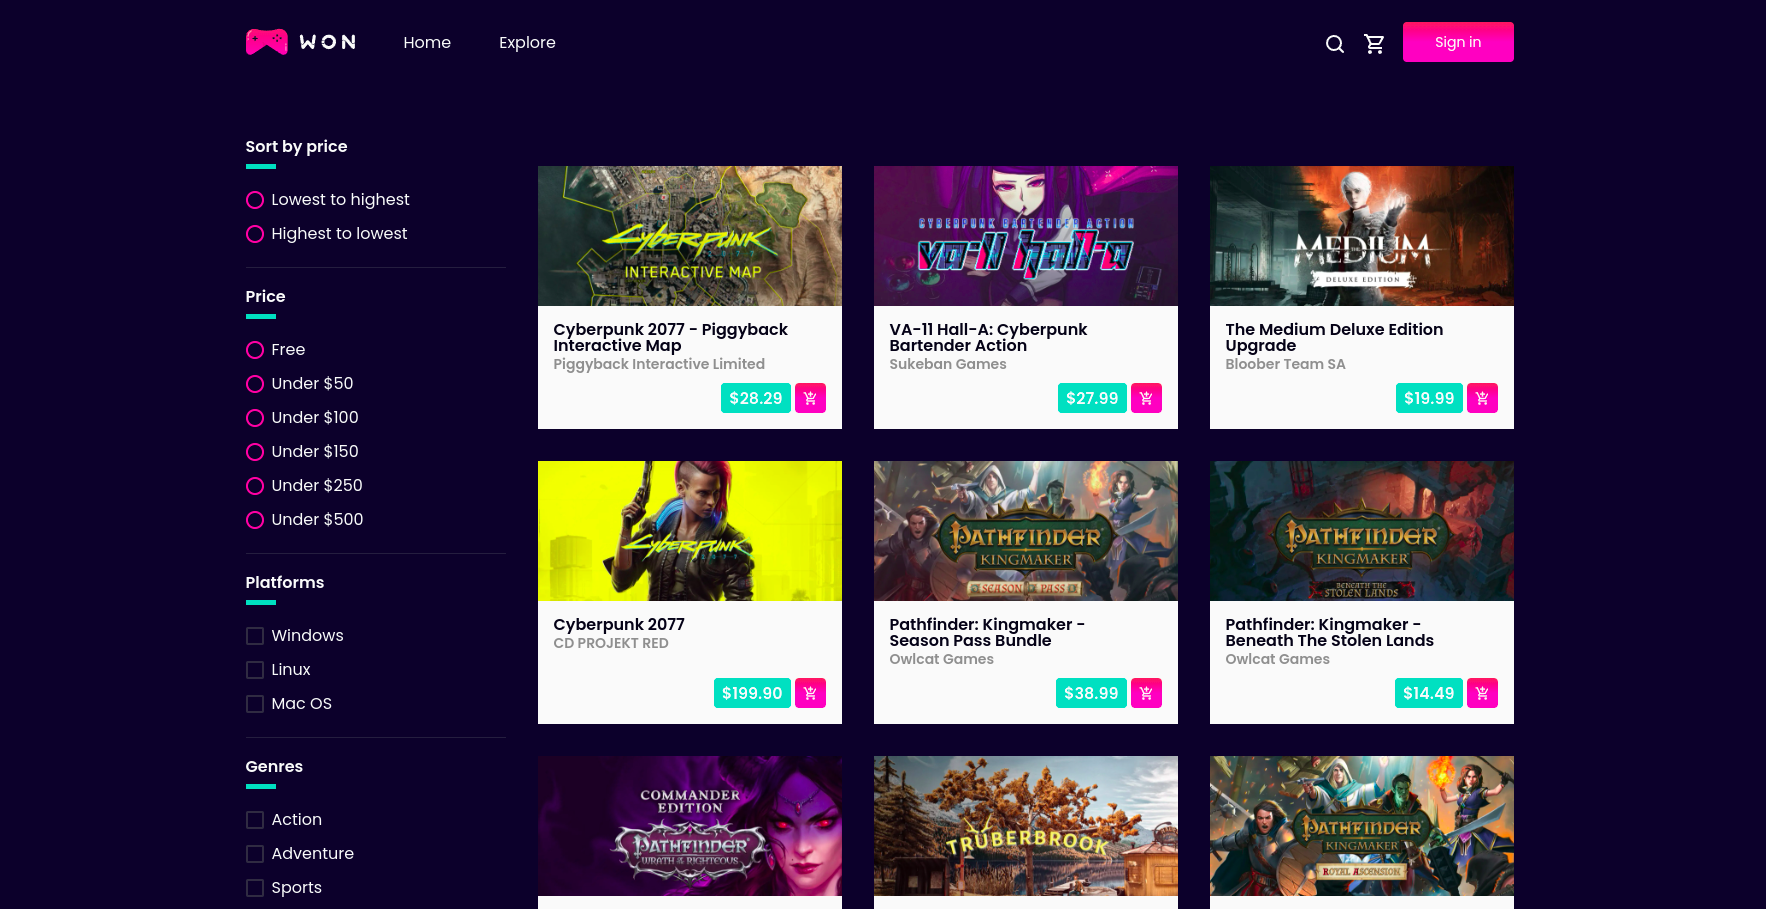 WON
Home
Explore
Sign in
Sort by price
Lowest to highest
Highest to lowest
Price
Free
Under $50
Under $100
Under $150
Under $250
Under $500
Platforms
Windows
Linux
Mac OS
Genres
Action
Adventure
Sports
CYBERPUNK
2077
INTERACTIVE MAP
Cyberpunk 2077 - Piggyback
Interactive Map
Piggyback Interactive Limited
$28.29
CYBERPUNK BARTENDER ACTION
VA-11 HALL-A
VA-11 Hall-A: Cyberpunk
Bartender Action
Sukeban Games
$27.99
THE
MEDIUM
DELUXE EDITION
The Medium Deluxe Edition
Upgrade
Bloober Team SA
$19.99
CYBERPUNK
2077
Cyberpunk 2077
CD PROJEKT RED
$199.90
PATHFINDER
KINGMAKER
SEASON PASS
Pathfinder: Kingmaker -
Season Pass Bundle
Owlcat Games
$38.99
PATHFINDER
KINGMAKER
BENEATH THE
STOLEN LANDS
Pathfinder: Kingmaker -
Beneath The Stolen Lands
Owlcat Games
$14.49
COMMANDER
EDITION
PATHFINDER
WRATH OF THE RIGHTEOUS
TRÜBERBROOK
PATHFINDER
KINGMAKER
ROYAL ASCENSION